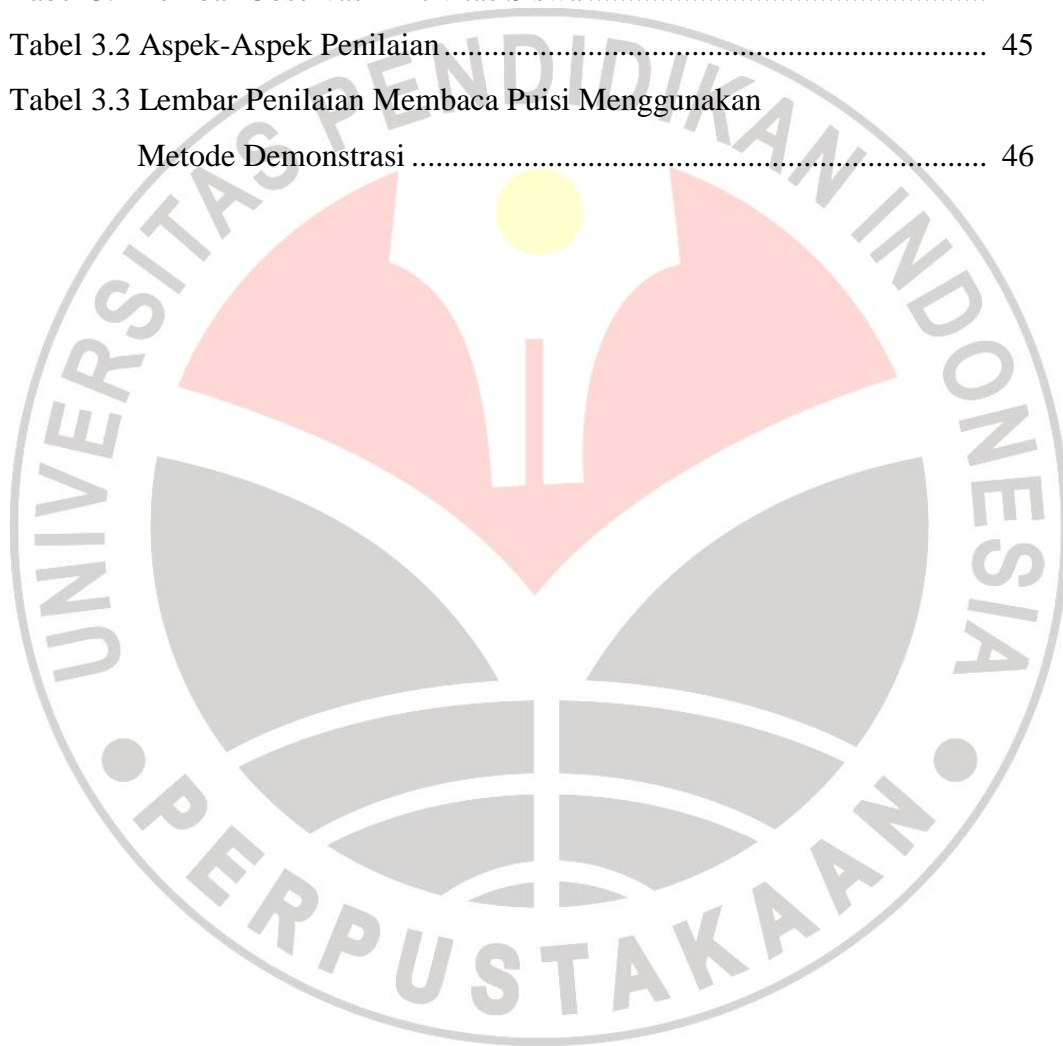 Tabel 3.2 Aspek-Aspek Penilaian.................................................................... 45
Tabel 3.3 Lembar Penilaian Membaca Puisi Menggunakan
Metode Demonstrasi ........................................................................ 46
UNIVERSITAS PENDIDIKAN INDONESIA
PERPUSTAKAAN